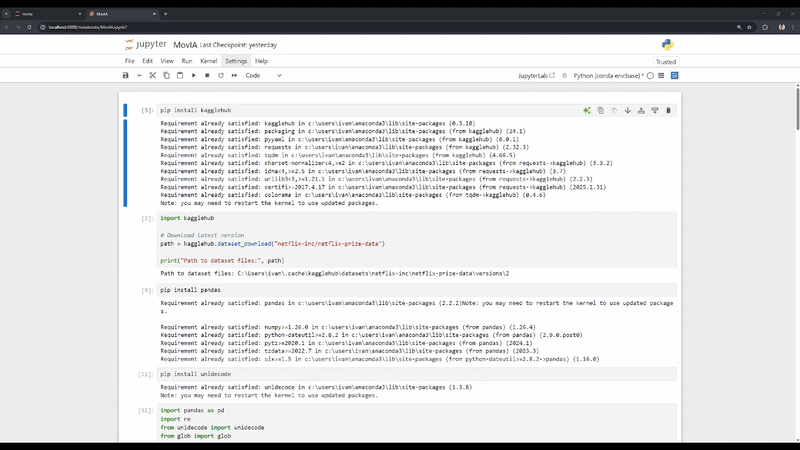 Home
MovIA
localhost:8888/notebooks/MovIA.ipynb?
jupyter MovIA Last Checkpoint: yesterday
File Edit View Run Kernel Settings Help
Trusted
Code
JupyterLab
Python [conda env:base] *
[5]: pip install kagglehub
Requirement already satisfied: kagglehub in c:\users\ivan\anaconda3\lib\site-packages (0.3.10)
Requirement already satisfied: packaging in c:\users\ivan\anaconda3\lib\site-packages (from kagglehub) (24.1)
Requirement already satisfied: pyyaml in c:\users\ivan\anaconda3\lib\site-packages (from kagglehub) (6.0.1)
Requirement already satisfied: requests in c:\users\ivan\anaconda3\lib\site-packages (from kagglehub) (2.32.3)
Requirement already satisfied: tqdm in c:\users\ivan\anaconda3\lib\site-packages (from kagglehub) (4.66.5)
Requirement already satisfied: charset-normalizer<4,>=2 in c:\users\ivan\anaconda3\lib\site-packages (from requests->kagglehub) (3.3.2)
Requirement already satisfied: idna<4,>=2.5 in c:\users\ivan\anaconda3\lib\site-packages (from requests->kagglehub) (3.7)
Requirement already satisfied: urllib3<3,>=1.21.1 in c:\users\ivan\anaconda3\lib\site-packages (from requests->kagglehub) (2.2.3)
Requirement already satisfied: certifi>=2017.4.17 in c:\users\ivan\anaconda3\lib\site-packages (from requests->kagglehub) (2025.1.31)
Requirement already satisfied: colorama in c:\users\ivan\anaconda3\lib\site-packages (from tqdm->kagglehub) (0.4.6)
Note: you may need to restart the kernel to use updated packages.
[3]: import kagglehub
# Download latest version
path = kagglehub.dataset_download("netflix-inc/netflix-prize-data")
print("Path to dataset files:", path)
Path to dataset files: C:\Users\ivan\.cache\kagglehub\datasets\netflix-inc\netflix-prize-data\versions\2
[9]: pip install pandas
Requirement already satisfied: pandas in c:\users\ivan\anaconda3\lib\site-packages (2.2.2)Note: you may need to restart the kernel to use updated package
s.
Requirement already satisfied: numpy>=1.26.0 in c:\users\ivan\anaconda3\lib\site-packages (from pandas) (1.26.4)
Requirement already satisfied: python-dateutil>=2.8.2 in c:\users\ivan\anaconda3\lib\site-packages (from pandas) (2.9.0.post0)
Requirement already satisfied: pytz>=2020.1 in c:\users\ivan\anaconda3\lib\site-packages (from pandas) (2024.1)
Requirement already satisfied: tzdata>=2022.7 in c:\users\ivan\anaconda3\lib\site-packages (from pandas) (2023.3)
Requirement already satisfied: six>=1.5 in c:\users\ivan\anaconda3\lib\site-packages (from python-dateutil>=2.8.2->pandas) (1.16.0)
[11]: pip install unidecode
Requirement already satisfied: unidecode in c:\users\ivan\anaconda3\lib\site-packages (1.3.8)
Note: you may need to restart the kernel to use updated packages.
[31]: import pandas as pd
import re
from unidecode import unidecode
from glob import glob